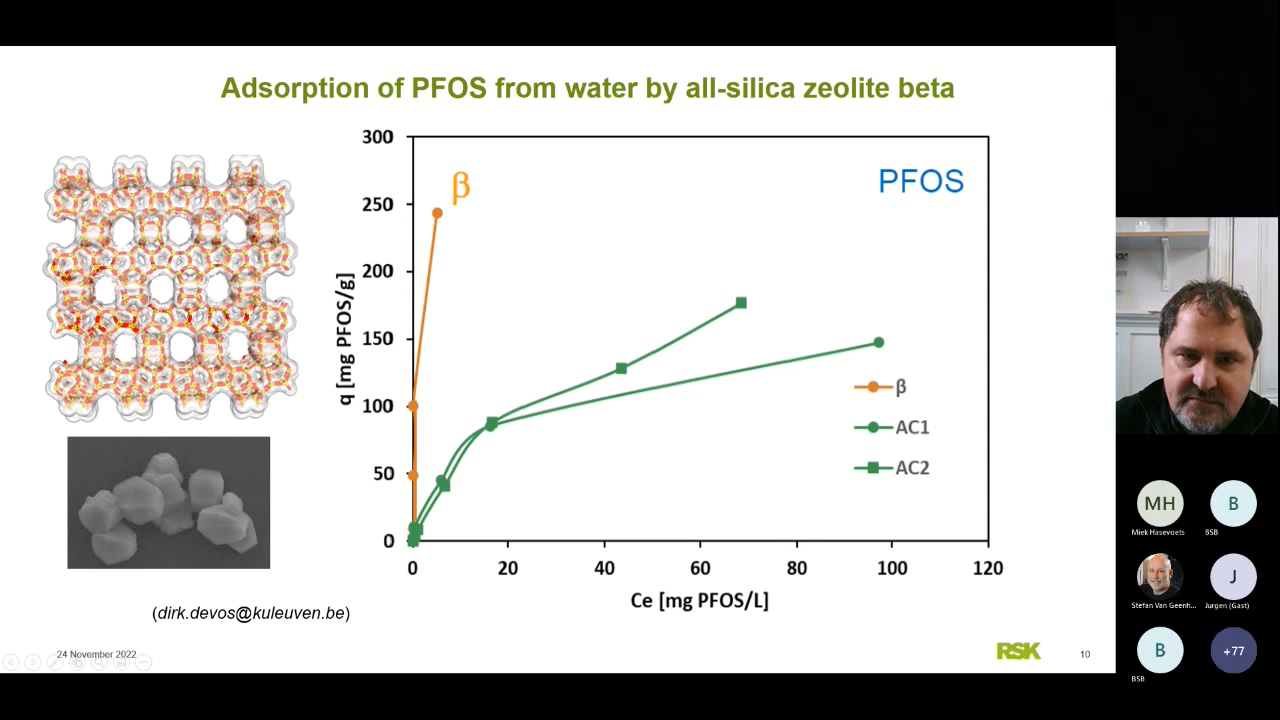 Adsorption of PFOS from water by all-silica zeolite beta
300
250
200
150
100
50
0
q [mg PFOS/g]
β
PFOS
β
AC1
AC2
0 20 40 60 80 100 120
Ce [mg PFOS/L]
(dirk.devos@kuleuven.be)
24 November 2022
RSK
10
MH
Miek Hasevoets
B
BSB
Stefan Van Geenh...
J
Jurgen (Gast)
B
BSB
+77